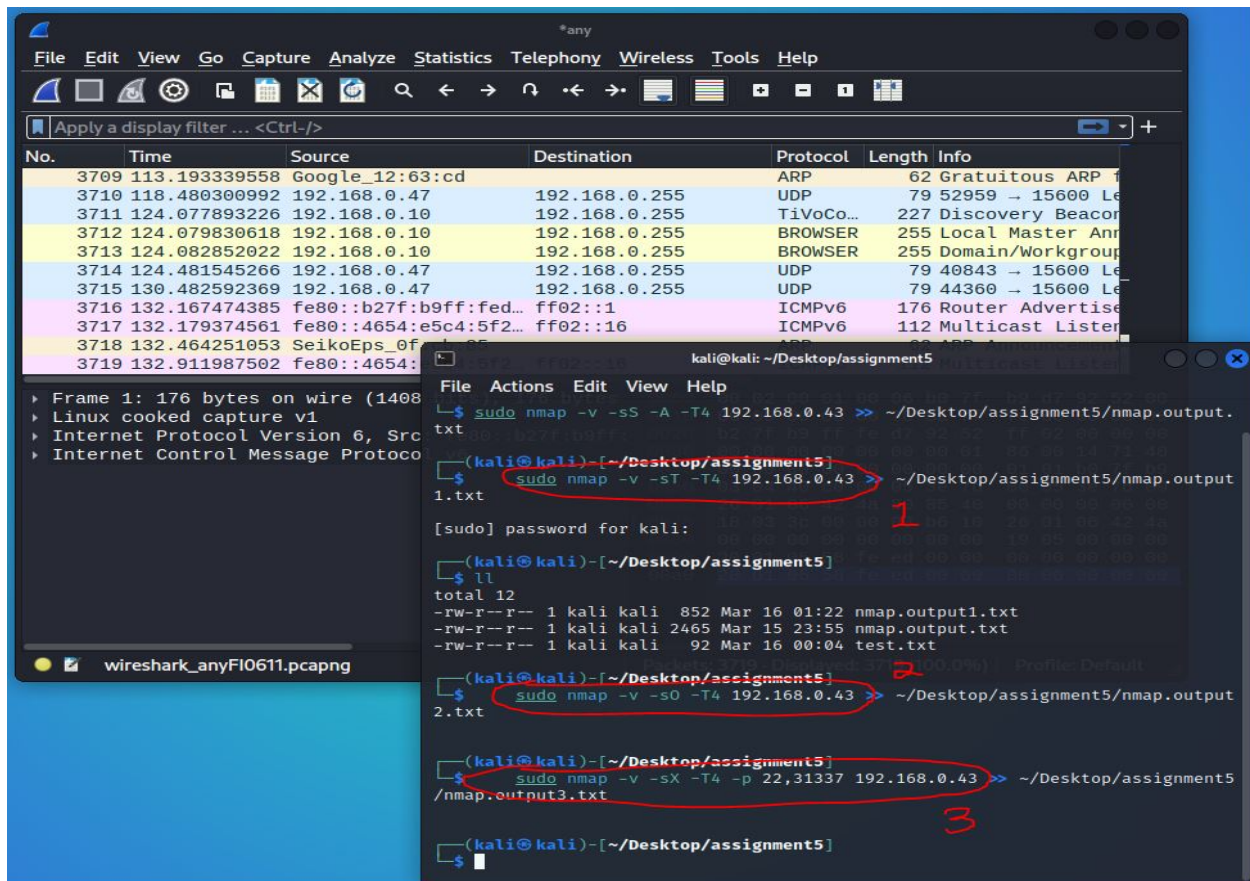 *any
File Edit View Go Capture Analyze Statistics Telephony Wireless Tools Help
Apply a display filter … <Ctrl-/>
No. Time Source Destination Protocol Length Info
3709 113.193339558 Google_12:63:cd ARP 62 Gratuitous ARP f
3710 118.480300992 192.168.0.47 192.168.0.255 UDP 79 52959 → 15600 Le
3711 124.077893226 192.168.0.10 192.168.0.255 TiVoCo… 227 Discovery Beacon
3712 124.079830618 192.168.0.10 192.168.0.255 BROWSER 255 Local Master Ann
3713 124.082852022 192.168.0.10 192.168.0.255 BROWSER 255 Domain/Workgroup
3714 124.481545266 192.168.0.47 192.168.0.255 UDP 79 40843 → 15600 Le
3715 130.482592369 192.168.0.47 192.168.0.255 UDP 79 44360 → 15600 Le
3716 132.167474385 fe80::b27f:b9ff:fed… ff02::1 ICMPv6 176 Router Advertise
3717 132.179374561 fe80::4654:e5c4:5f2… ff02::16 ICMPv6 112 Multicast Listen
3718 132.464251053 SeikoEps_0f
3719 132.911987502 fe80::4654:
Frame 1: 176 bytes on wire (1408
Linux cooked capture v1
Internet Protocol Version 6, Src
Internet Control Message Protoco
wireshark_anyFI0611.pcapng
Packets: 3719 Profile: Default
kali@kali: ~/Desktop/assignment5
File Actions Edit View Help
└─$ sudo nmap -v -sS -A -T4 192.168.0.43 >> ~/Desktop/assignment5/nmap.output.
txt
┌──(kali㉿kali)-[~/Desktop/assignment5]
└─$ sudo nmap -v -sT -T4 192.168.0.43 >> ~/Desktop/assignment5/nmap.output
1.txt
1
[sudo] password for kali:
┌──(kali㉿kali)-[~/Desktop/assignment5]
└─$ ll
total 12
-rw-r--r-- 1 kali kali 852 Mar 16 01:22 nmap.output1.txt
-rw-r--r-- 1 kali kali 2465 Mar 15 23:55 nmap.output.txt
-rw-r--r-- 1 kali kali 92 Mar 16 00:04 test.txt
2
┌──(kali㉿kali)-[~/Desktop/assignment5]
└─$ sudo nmap -v -sO -T4 192.168.0.43 >> ~/Desktop/assignment5/nmap.output
2.txt
┌──(kali㉿kali)-[~/Desktop/assignment5]
└─$ sudo nmap -v -sX -T4 -p 22,31337 192.168.0.43 >> ~/Desktop/assignment5
/nmap.output3.txt
3
┌──(kali㉿kali)-[~/Desktop/assignment5]
└─$